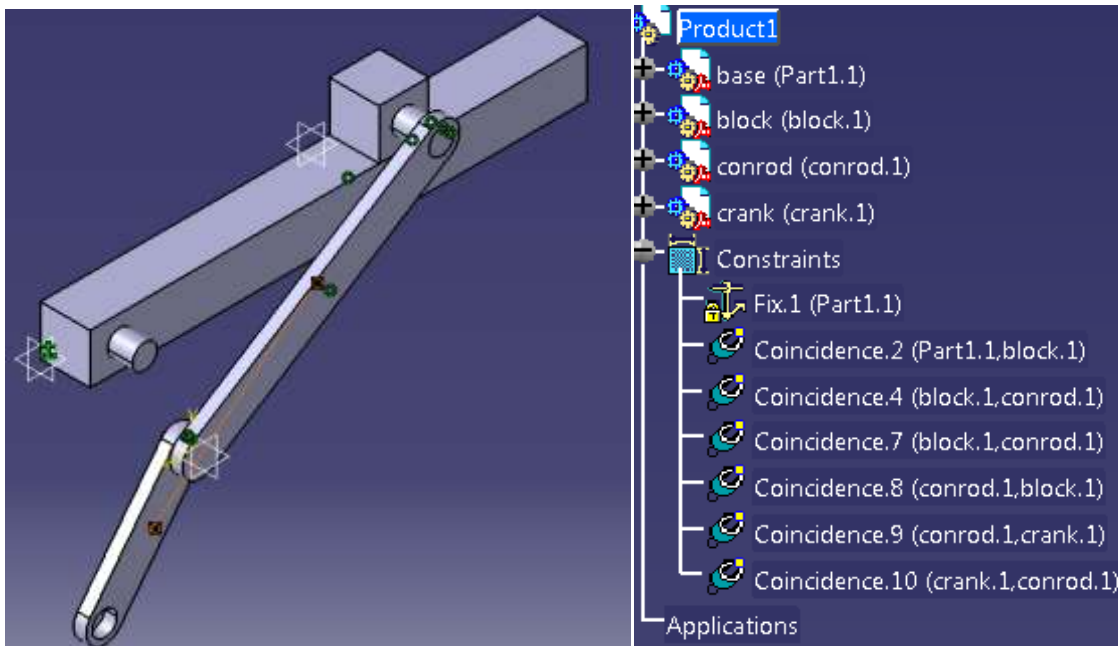 Product1
base (Part1.1)
block (block.1)
conrod (conrod.1)
crank (crank.1)
Constraints
Fix.1 (Part1.1)
Coincidence.2 (Part1.1,block.1)
Coincidence.4 (block.1,conrod.1)
Coincidence.7 (block.1,conrod.1)
Coincidence.8 (conrod.1,block.1)
Coincidence.9 (conrod.1,crank.1)
Coincidence.10 (crank.1,conrod.1)
Applications